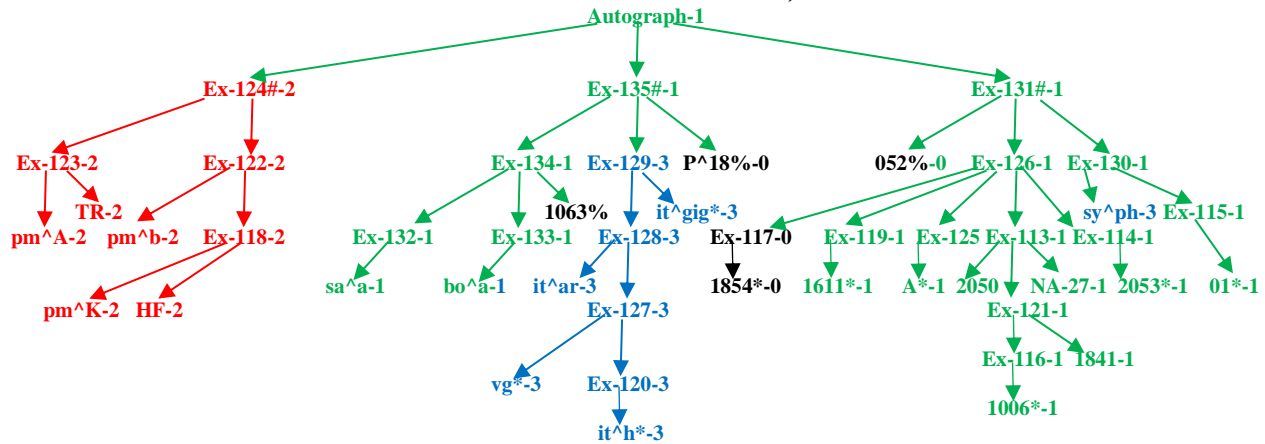 Autograph-1
Ex-124#-2 Ex-135#-1 Ex-131#-1
Ex-123-2 Ex-122-2 Ex-134-1 Ex-129-3 P^18%-0 052%-0 Ex-126-1 Ex-130-1
TR-2 1063% it^gig*-3 sy^ph-3 Ex-115-1
pm^A-2 pm^b-2 Ex-118-2 Ex-132-1 Ex-133-1 Ex-128-3 Ex-117-0 Ex-119-1 Ex-125 Ex-113-1 Ex-114-1
sa^a-1 bo^a-1 it^ar-3 1854*-0 1611*-1 A*-1 2050 NA-27-1 2053*-1 01*-1
pm^K-2 HF-2 Ex-127-3 Ex-121-1
Ex-116-1 1841-1
vg*-3 Ex-120-3
1006*-1
it^h*-3